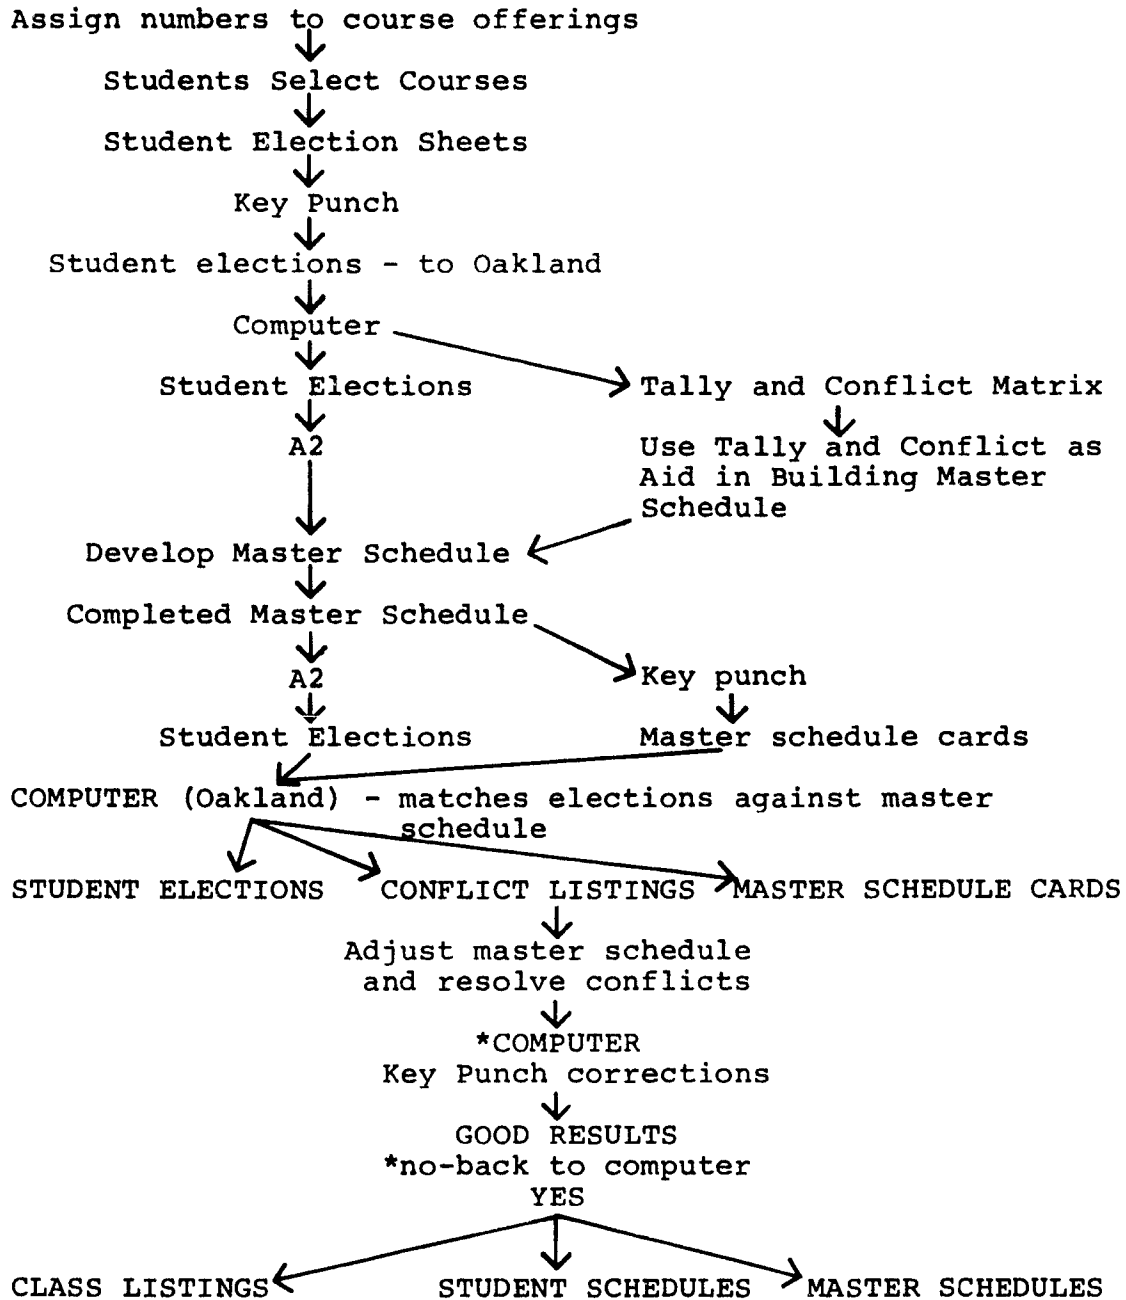 Assign numbers to course offerings
Students Select Courses
Student Election Sheets
Key Punch
Student elections - to Oakland
Computer
Student Elections
Tally and Conflict Matrix
A2
Use Tally and Conflict as
Aid in Building Master
Schedule
Develop Master Schedule
Completed Master Schedule
A2
Key punch
Student Elections
Master schedule cards
COMPUTER (Oakland) - matches elections against master
schedule
STUDENT ELECTIONS
CONFLICT LISTINGS
MASTER SCHEDULE CARDS
Adjust master schedule
and resolve conflicts
*COMPUTER
Key Punch corrections
GOOD RESULTS
*no-back to computer
YES
CLASS LISTINGS
STUDENT SCHEDULES
MASTER SCHEDULES